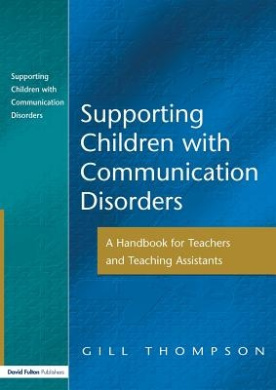 Supporting
Children with
Communication
Disorders
Supporting
Children with
Communication
Disorders
A Handbook for Teachers
and Teaching Assistants
GILL THOMPSON
David Fulton Publishers